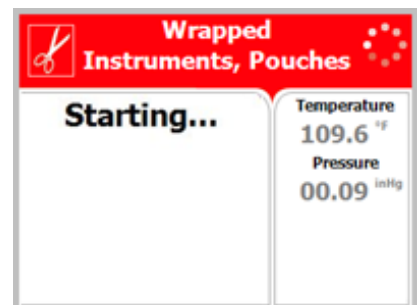 Wrapped
Instruments, Pouches
Starting...
Temperature
109.6 °F
Pressure
00.09 inHg